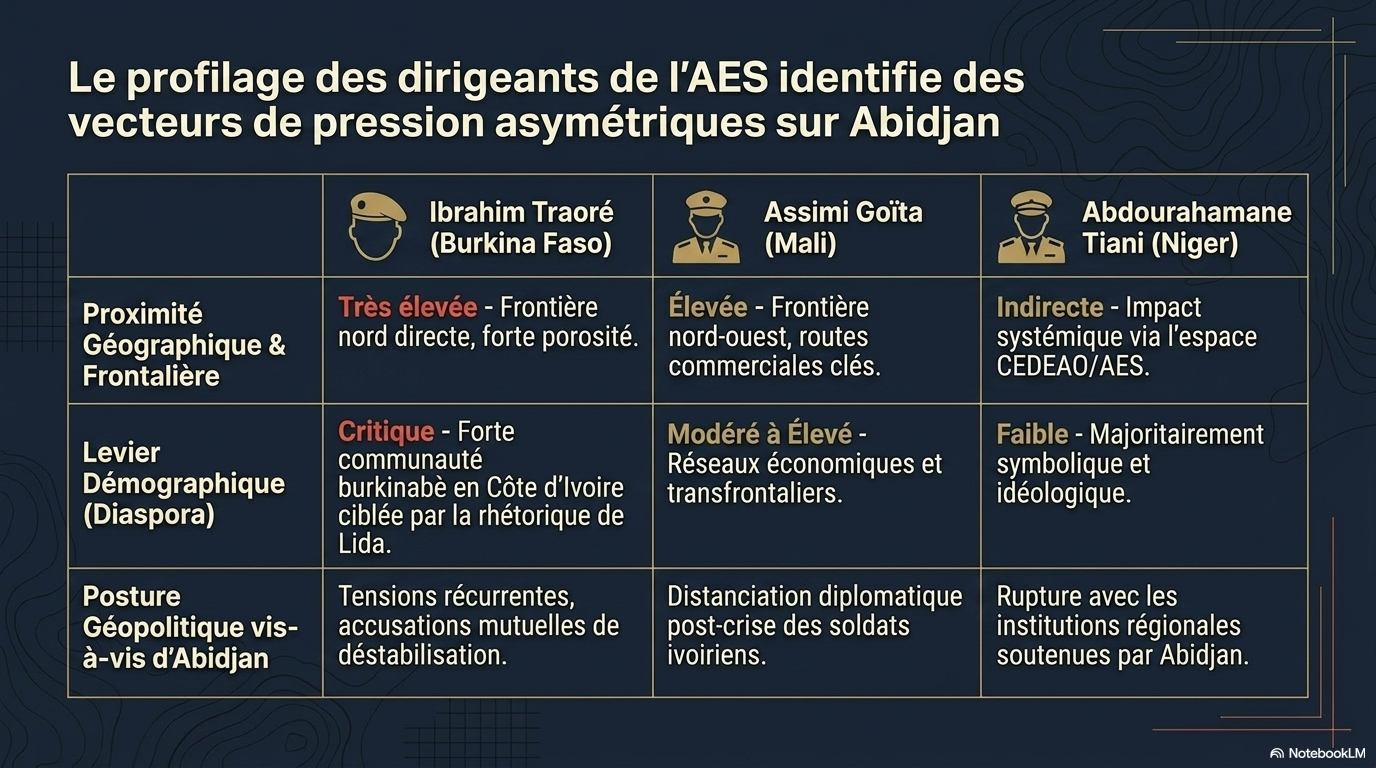 Le profilage des dirigeants de l'AES identifie des
vecteurs de pression asymétriques sur Abidjan
Ibrahim Traoré
(Burkina Faso)
Assimi Goïta
(Mali)
Abdourahamane
Tiani (Niger)
Proximité
Géographique &
Frontalière
Très élevée - Frontière
nord directe, forte porosité.
Élevée - Frontière
nord-ouest, routes
commerciales clés.
Indirecte - Impact
systémique via l'espace
CEDEAO/AES.
Levier
Démographique
(Diaspora)
Critique - Forte
communauté
burkinabè en Côte d'Ivoire
ciblée par la rhétorique de
Lida.
Modéré à Élevé -
Réseaux économiques et
transfrontaliers.
Faible - Majoritairement
symbolique et
idéologique.
Posture
Géopolitique vis-
à-vis d'Abidjan
Tensions récurrentes,
accusations mutuelles de
déstabilisation.
Distanciation diplomatique
post-crise des soldats
ivoiriens.
Rupture avec les
institutions régionales
soutenues par Abidjan.
NotebookLM